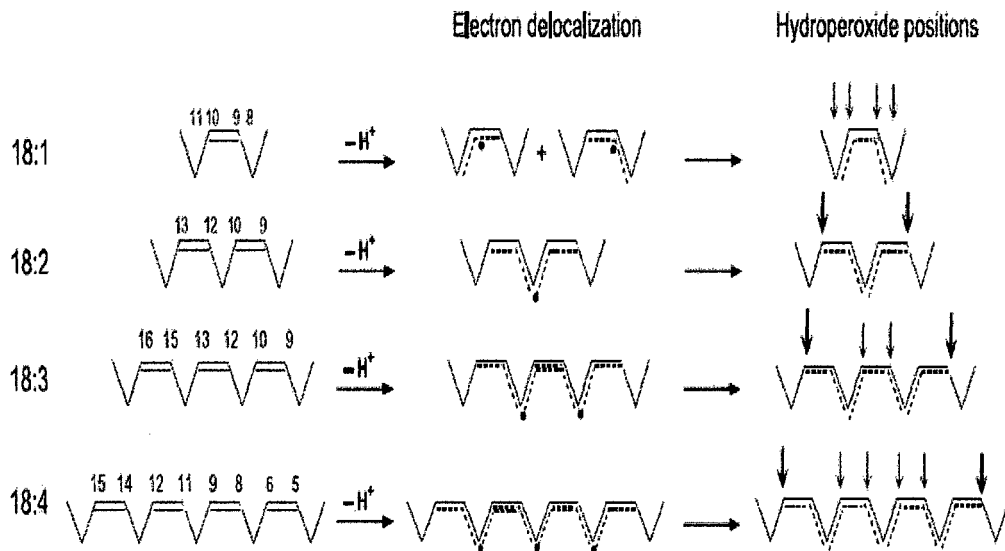 Electron delocalization Hydroperoxide positions
11 10 9 8
18:1 –H⁺ +
13 12 10 9
18:2 –H⁺
16 15 13 12 10 9
18:3 –H⁺
15 14 12 11 9 8 6 5
18:4 –H⁺